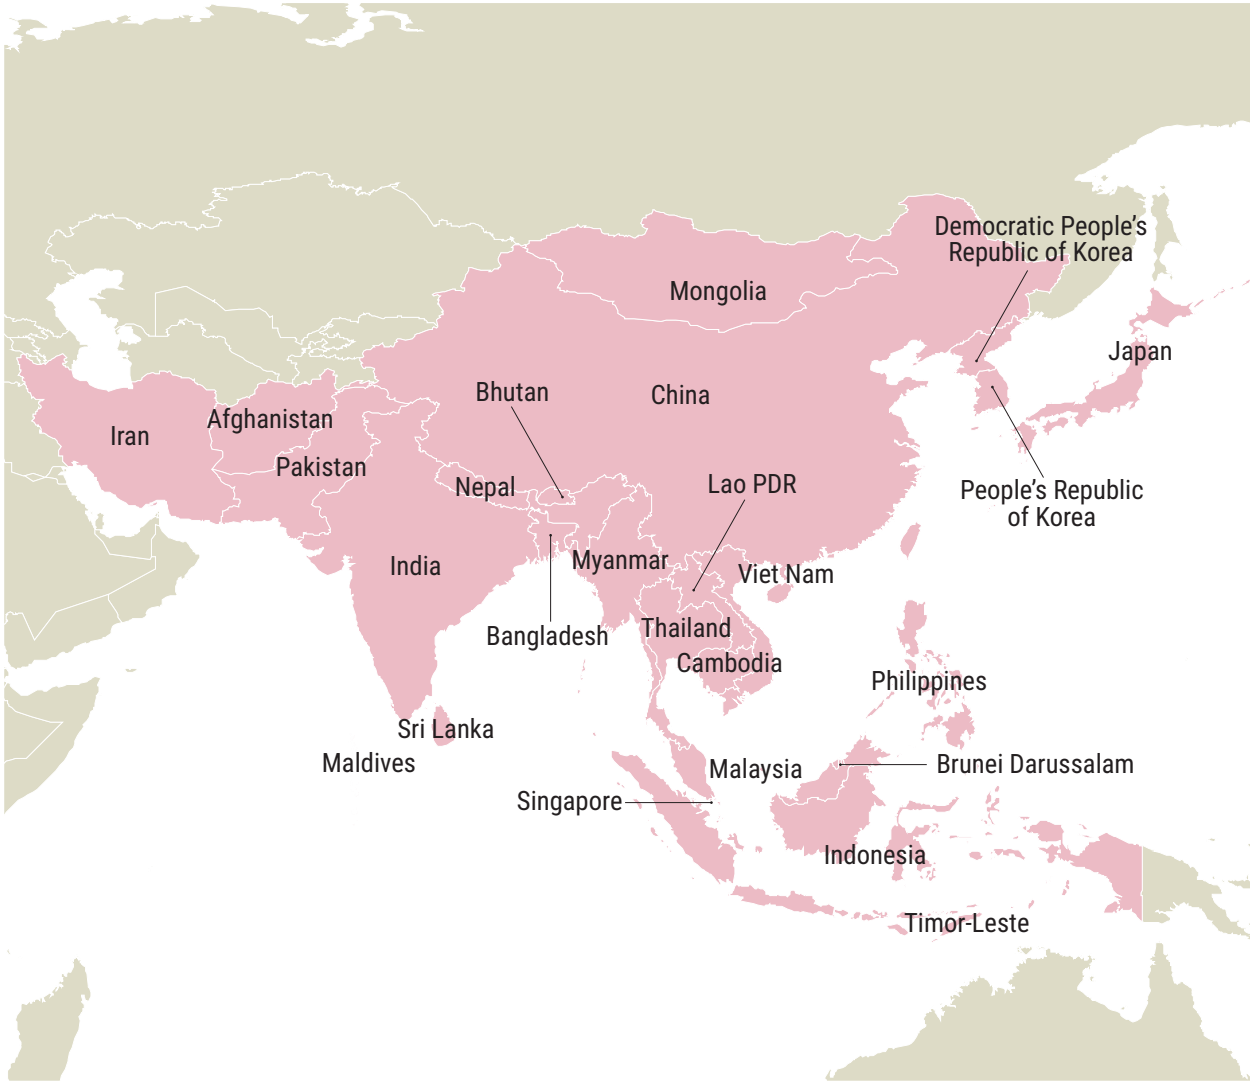 Democratic People’s
Republic of Korea
Mongolia
Japan
Bhutan
China
Afghanistan
Iran
Pakistan
Nepal
Lao PDR
People’s Republic
of Korea
India
Myanmar
Viet Nam
Bangladesh
Thailand
Cambodia
Philippines
Sri Lanka
Maldives
Malaysia
Brunei Darussalam
Singapore
Indonesia
Timor-Leste